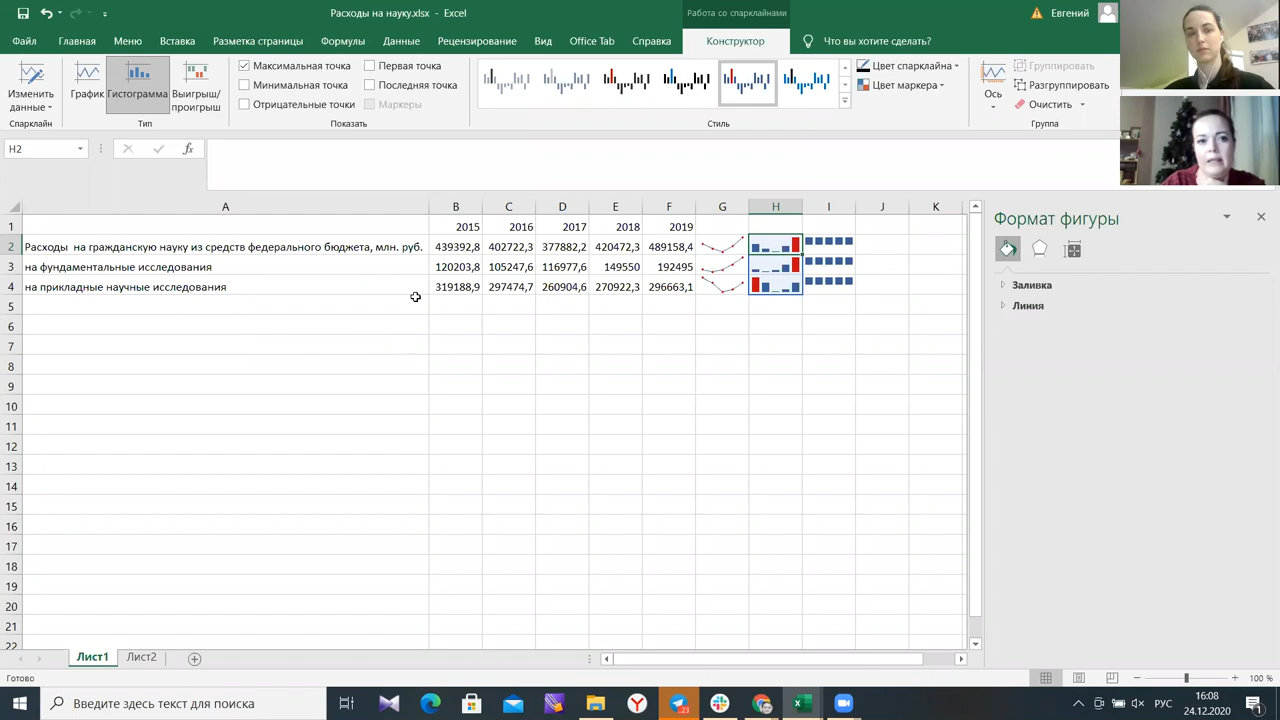 Расходы на науку.xlsx - Excel
Работа со спарклайнами
Евгений
Файл Главная Меню Вставка Разметка страницы Формулы Данные Рецензирование Вид Office Tab Справка Конструктор Что вы хотите сделать?
Изменить данные
Спарклайн
График Гистограмма Выигрыш/проигрыш
Тип
Максимальная точка Первая точка
Минимальная точка Последняя точка
Отрицательные точки Маркеры
Показать
Стиль
Цвет спарклайна
Цвет маркера
Ось
Группировать
Разгруппировать
Очистить
Группа
H2 fx
A B C D E F G H I J K
1 2015 2016 2017 2018 2019
2 Расходы на гражданскую науку из средств федерального бюджета, млн. руб. 439392,8 402722,3 377882,2 420472,3 489158,4
3 на фундаментальные исследования 120203,8 105247,6 116977,6 149550 192495
4 на прикладные научные исследования 319188,9 297474,7 260904,6 270922,3 296663,1
5
6
7
8
9
10
11
12
13
14
15
16
17
18
19
20
21
22
Формат фигуры
Заливка
Линия
Лист1 Лист2
Готово
100 %
Введите здесь текст для поиска
23
РУС
16:08
24.12.2020
1